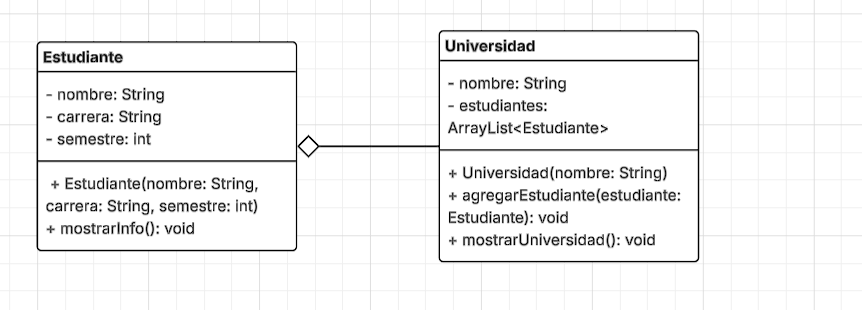 Estudiante
- nombre: String
- carrera: String
- semestre: int
+ Estudiante(nombre: String,
carrera: String, semestre: int)
+ mostrarInfo(): void
Universidad
- nombre: String
- estudiantes:
ArrayList<Estudiante>
+ Universidad(nombre: String)
+ agregarEstudiante(estudiante:
Estudiante): void
+ mostrarUniversidad(): void